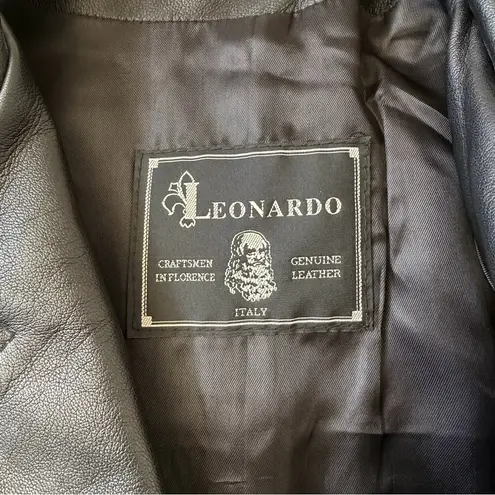 LEONARDO
CRAFTSMEN
IN FLORENCE
GENUINE
LEATHER
ITALY